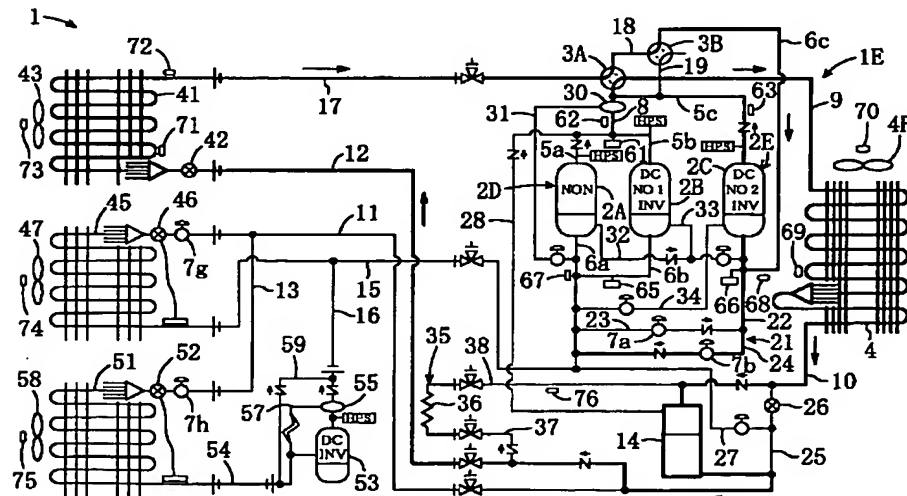 1
72
43
41
17
71
73
42
12
18
3A
3B
6c
1E
19
30
8
5c
63
9
31
62
HPS
61
5a
HPS
5b
HPS
2C
2E
70
4F
2D
NON
2A
DC
NO 1
INV
2B
DC
NO 2
INV
33
28
32
6a
6b
67
65
66
68
69
34
23
7a
22
21
7b
24
4
10
45
46
47
11
7g
15
13
74
16
51
52
59
35
38
58
57
55
HPS
36
76
7h
37
75
54
DC
INV
53
14
27
26
25